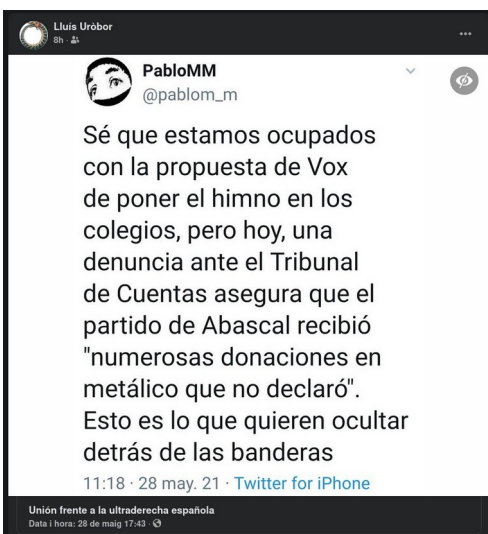 Lluís Uròbor
8h ·
PabloMM
@pablom_m
Sé que estamos ocupados
con la propuesta de Vox
de poner el himno en los
colegios, pero hoy, una
denuncia ante el Tribunal
de Cuentas asegura que el
partido de Abascal recibió
"numerosas donaciones en
metálico que no declaró".
Esto es lo que quieren ocultar
detrás de las banderas
11:18 · 28 may. 21 · Twitter for iPhone
Unión frente a la ultraderecha española
Data i hora: 28 de maig 17:43 ·